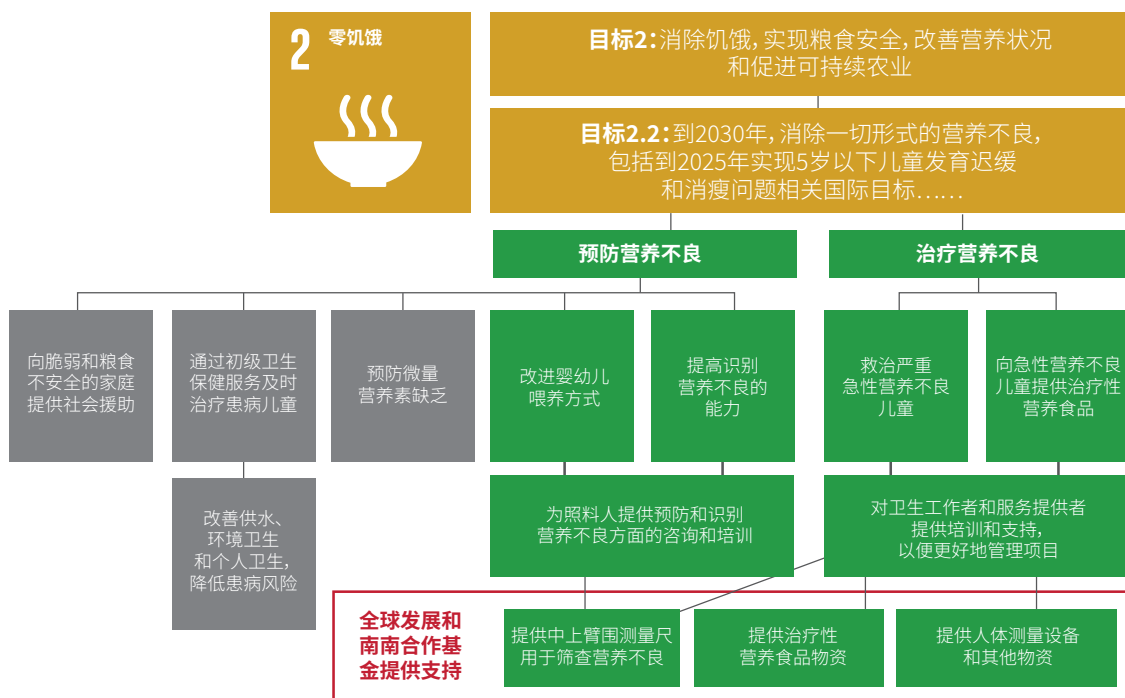 2
零饥饿
目标2：消除饥饿，实现粮食安全，改善营养状况
和促进可持续农业
目标2.2：到2030年，消除一切形式的营养不良，
包括到2025年实现5岁以下儿童发育迟缓
和消瘦问题相关国际目标……
预防营养不良
治疗营养不良
向脆弱和粮食
不安全的家庭
提供社会援助
通过初级卫生
保健服务及时
治疗患病儿童
预防微量
营养素缺乏
改进婴幼儿
喂养方式
提高识别
营养不良的
能力
救治严重
急性营养不良
儿童
向急性营养不良
儿童提供治疗性
营养食品
改善供水、
环境卫生
和个人卫生，
降低患病风险
为照料人提供预防和识别
营养不良方面的咨询和培训
对卫生工作者和服务提供者
提供培训和支持，
以便更好地管理项目
全球发展和
南南合作基
金提供支持
提供中上臂围测量尺
用于筛查营养不良
提供治疗性
营养食品物资
提供人体测量设备
和其他物资